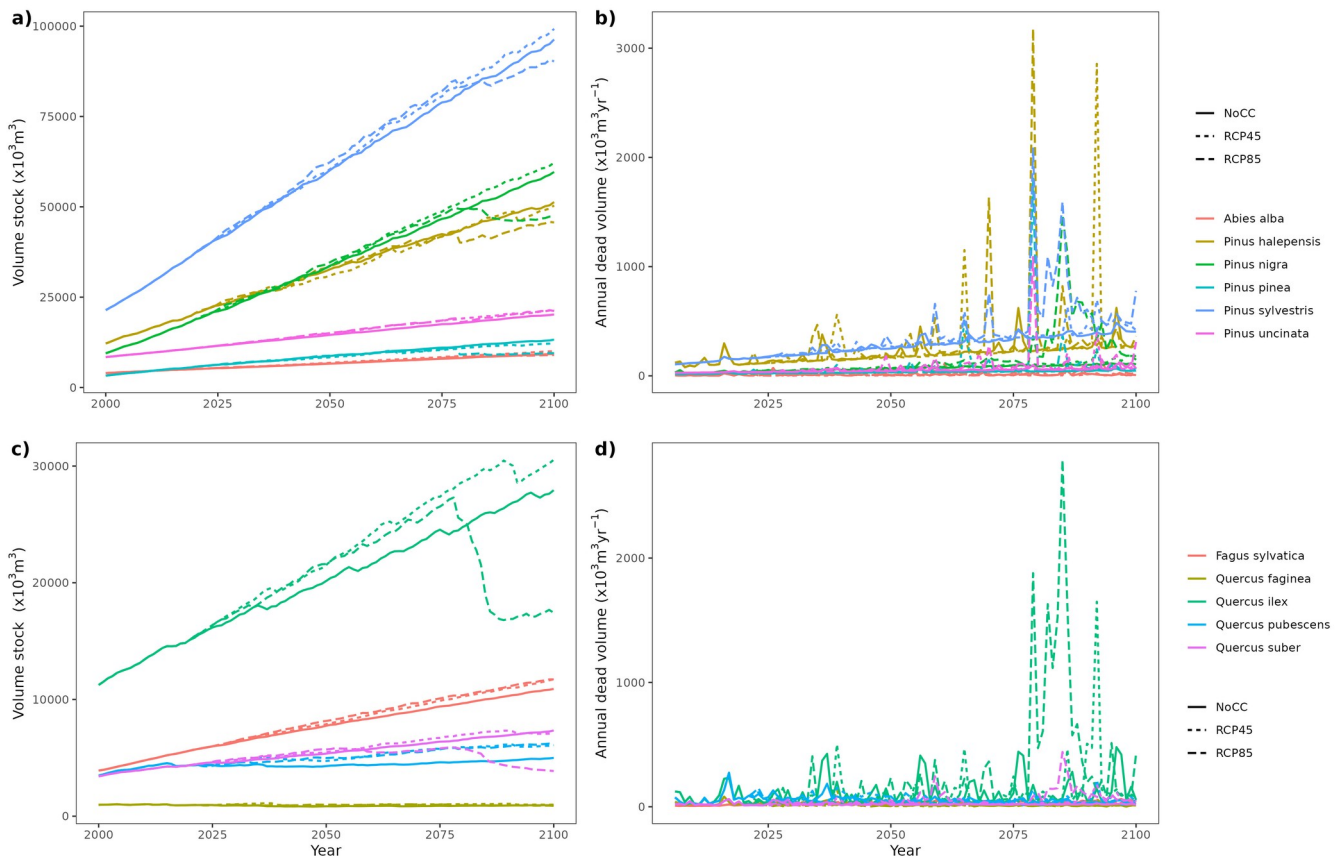 a)
Volume stock (x10³m³)
100000
75000
50000
25000
0
2000
2025
2050
2075
2100
b)
Annual dead volume (x10³m³yr⁻¹)
3000
2000
1000
0
2025
2050
2075
2100
NoCC
RCP45
RCP85
Abies alba
Pinus halepensis
Pinus nigra
Pinus pinea
Pinus sylvestris
Pinus uncinata
c)
Volume stock (x10³m³)
30000
20000
10000
0
2000
2025
2050
2075
2100
Year
d)
Annual dead volume (x10³m³yr⁻¹)
2000
1000
0
2025
2050
2075
2100
Year
Fagus sylvatica
Quercus faginea
Quercus ilex
Quercus pubescens
Quercus suber
NoCC
RCP45
RCP85